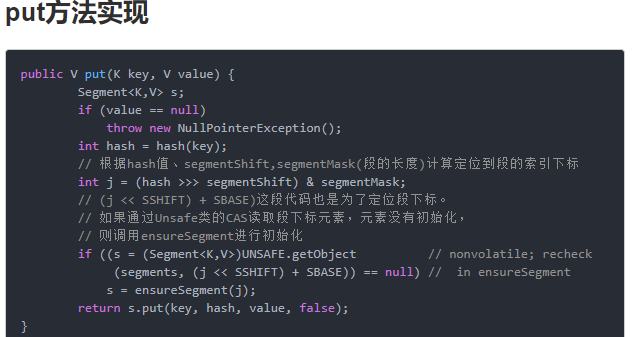 put方法实现
public V put(K key, V value) {
        Segment<K,V> s;
        if (value == null)
            throw new NullPointerException();
        int hash = hash(key);
        // 根据hash值、segmentShift,segmentMask(段的长度)计算定位到段的索引下标
        int j = (hash >>> segmentShift) & segmentMask;
        // (j << SSHIFT) + SBASE)这段代码也是为了定位段下标。
        // 如果通过Unsafe类的CAS读取段下标元素，元素没有初始化，
        // 则调用ensureSegment进行初始化
        if ((s = (Segment<K,V>)UNSAFE.getObject          // nonvolatile; recheck
             (segments, (j << SSHIFT) + SBASE)) == null) //  in ensureSegment
            s = ensureSegment(j);
        return s.put(key, hash, value, false);
}